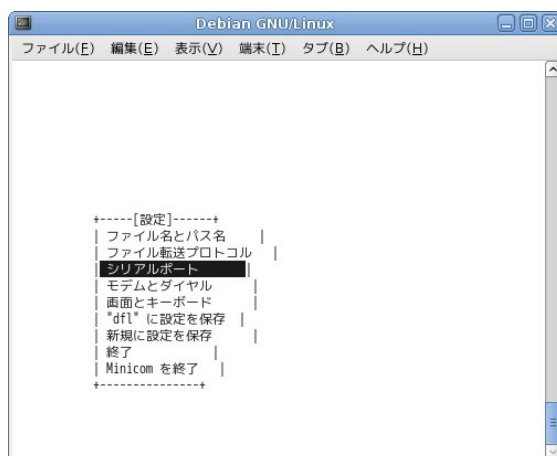 Debian GNU/Linux
ファイル(F) 編集(E) 表示(V) 端末(T) タブ(B) ヘルプ(H)
+-----[設定]------+
| ファイル名とパス名 |
| ファイル転送プロトコル |
| シリアルポート |
| モデムとダイヤル |
| 画面とキーボード |
| "dfl" に設定を保存 |
| 新規に設定を保存 |
| 終了 |
| Minicom を終了 |
+---------------+